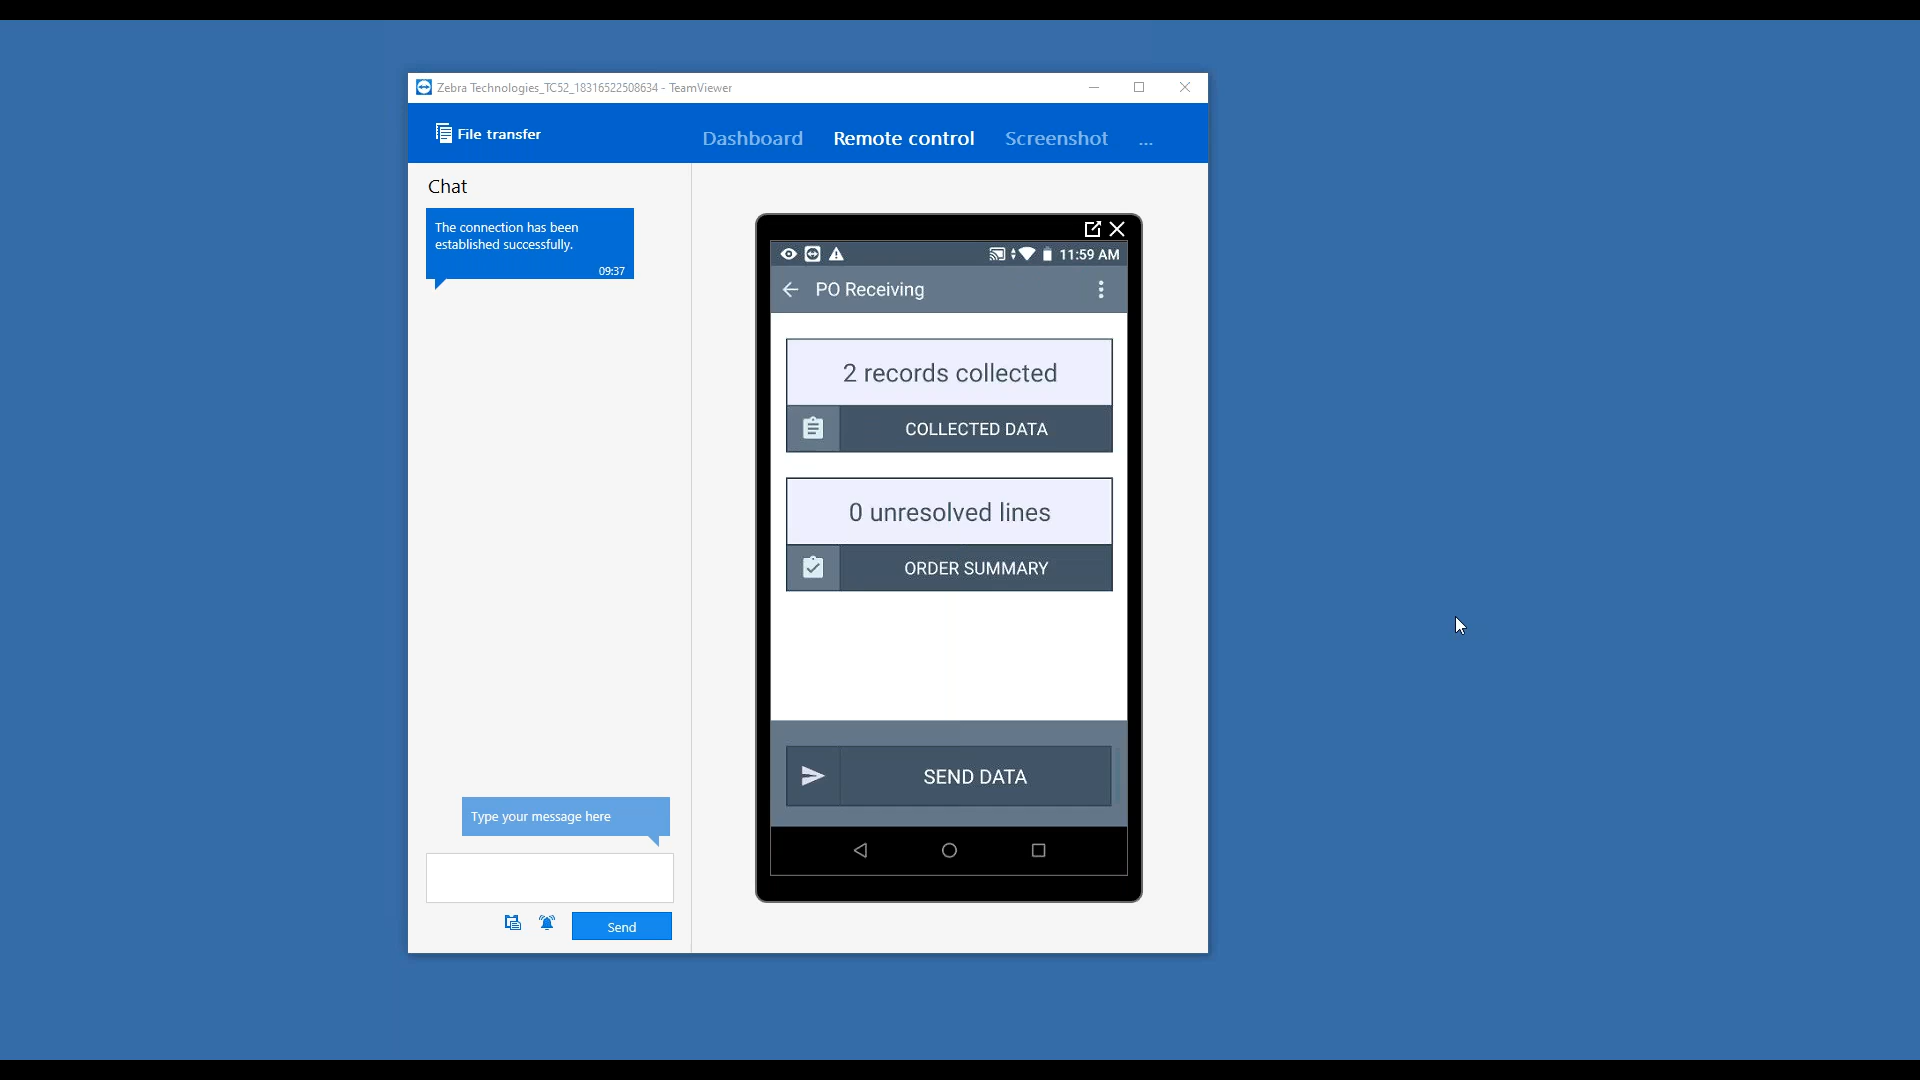 Zebra Technologies_TC52_18316522508634 - TeamViewer
File transfer
Dashboard
Remote control
Screenshot
...
Chat
The connection has been
established successfully.
09:37
11:59 AM
PO Receiving
2 records collected
COLLECTED DATA
0 unresolved lines
ORDER SUMMARY
SEND DATA
Type your message here
Send